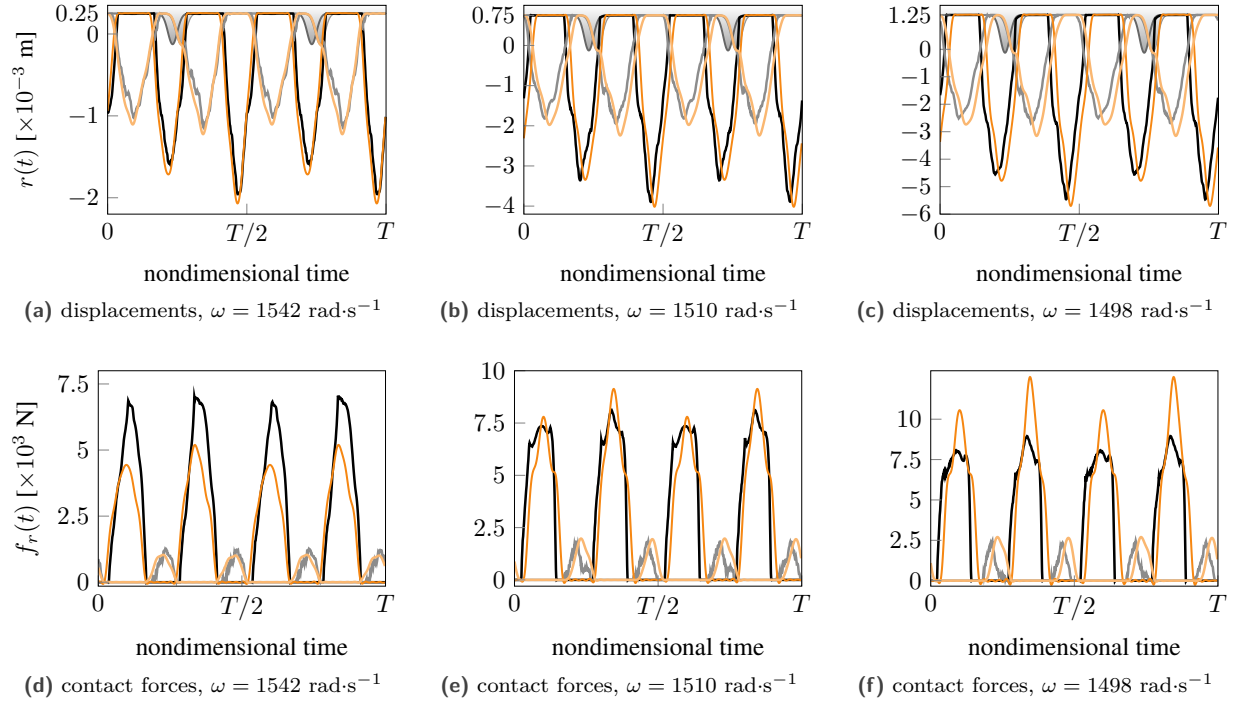 0.25
0
−1
−2
r(t) [×10⁻³ m]
0
T/2
T
nondimensional time
(a) displacements, ω = 1542 rad·s⁻¹
0.75
0
−1
−2
−3
−4
0
T/2
T
nondimensional time
(b) displacements, ω = 1510 rad·s⁻¹
1.25
0
−1
−2
−3
−4
−5
−6
0
T/2
T
nondimensional time
(c) displacements, ω = 1498 rad·s⁻¹
7.5
5
2.5
0
f_r(t) [×10³ N]
0
T/2
T
nondimensional time
(d) contact forces, ω = 1542 rad·s⁻¹
10
7.5
5
2.5
0
0
T/2
T
nondimensional time
(e) contact forces, ω = 1510 rad·s⁻¹
10
7.5
5
2.5
0
0
T/2
T
nondimensional time
(f) contact forces, ω = 1498 rad·s⁻¹